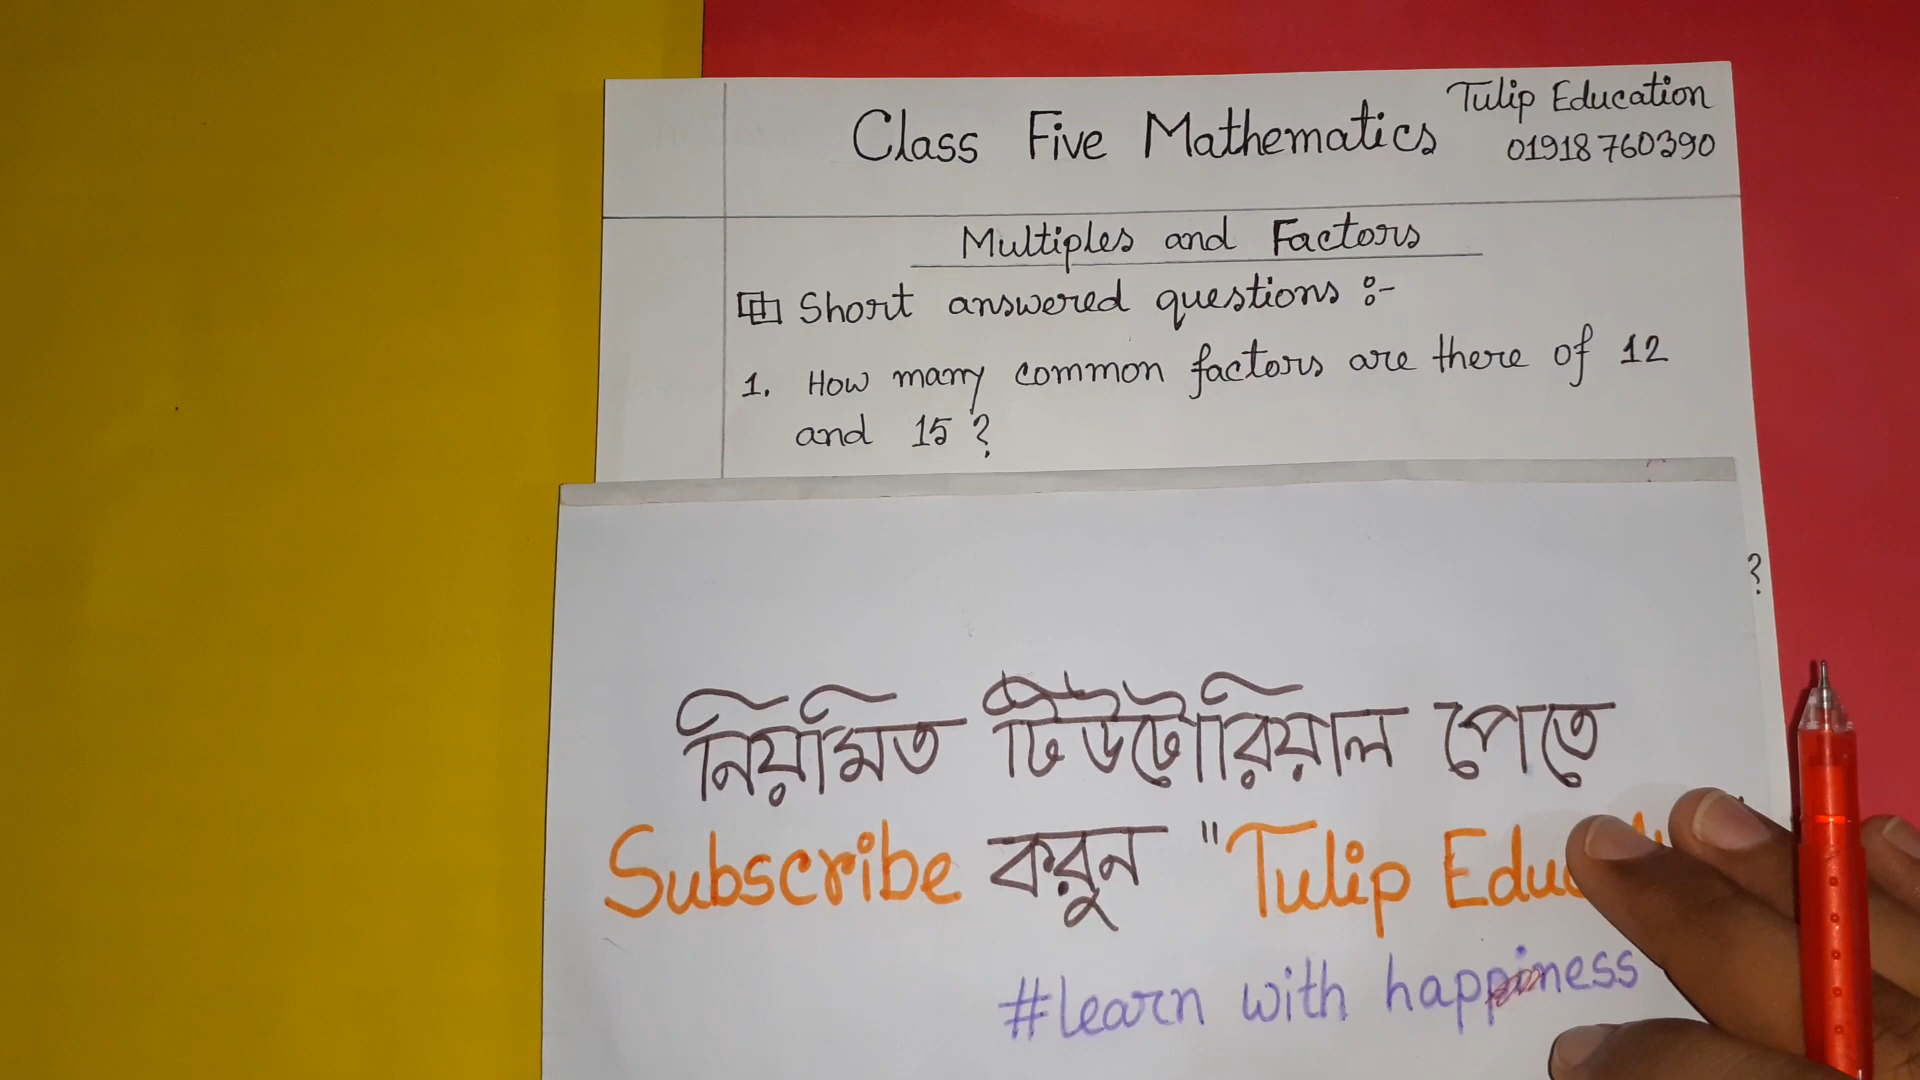 Class Five Mathematics
Tulip Education
01918760390
Multiples and Factors
Short answered questions :-
1. How many common factors are there of 12
and 15 ?
?
নিয়মিত টিউটোরিয়াল পেতে
Subscribe করুন "Tulip
#learn with happiness